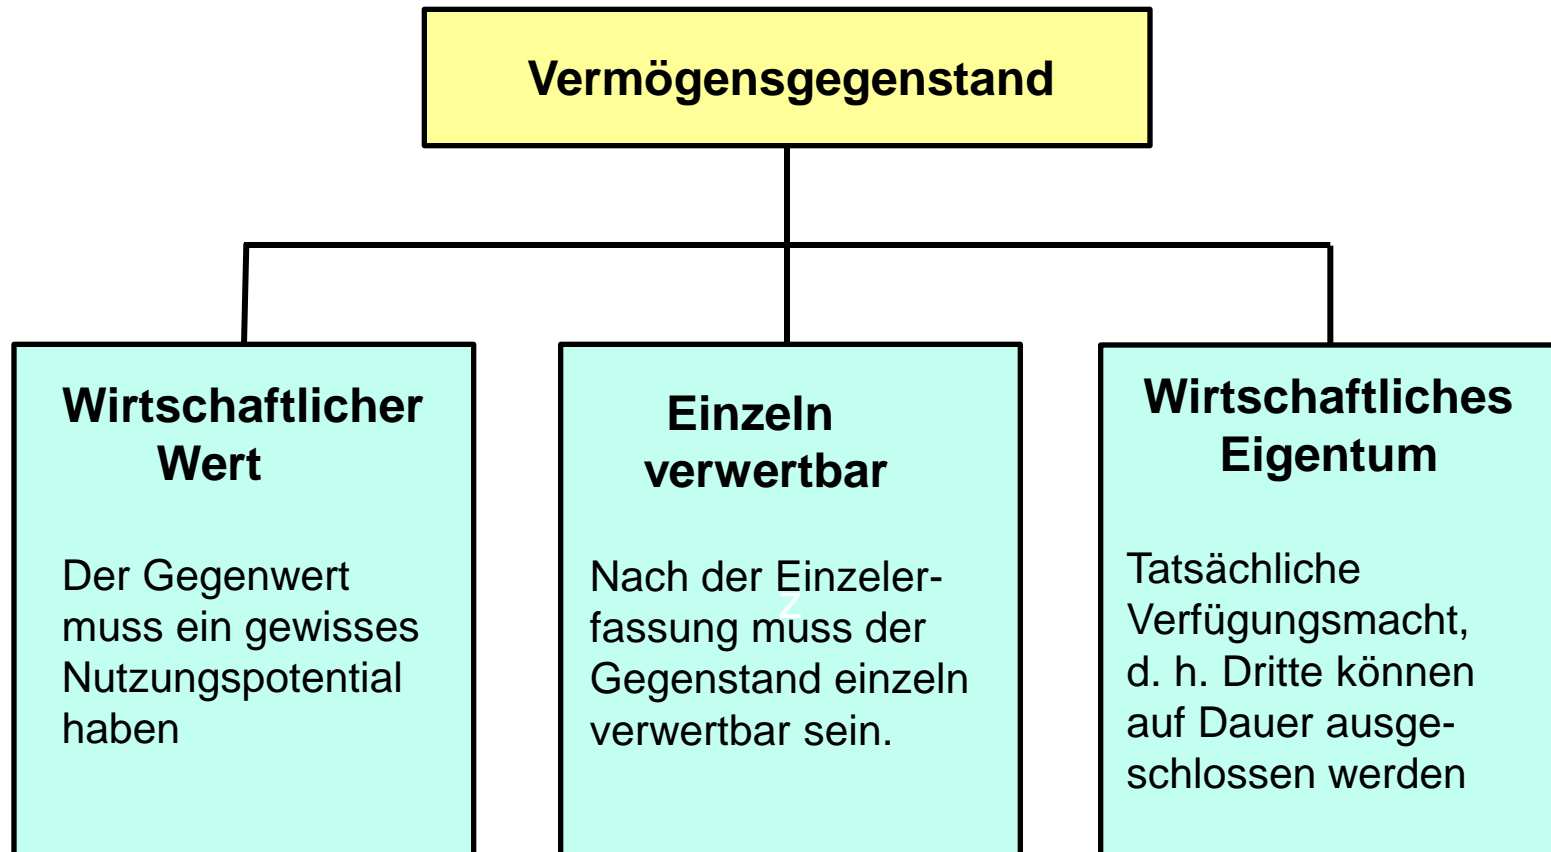 Vermögensgegenstand
Wirtschaftlicher
Wert
Der Gegenwert
muss ein gewisses
Nutzungspotential
haben
Einzeln
verwertbar
Nach der Einzeler-
z
fassung muss der
Gegenstand einzeln
verwertbar sein.
Wirtschaftliches
Eigentum
Tatsächliche
Verfügungsmacht,
d. h. Dritte können
auf Dauer ausge-
schlossen werden